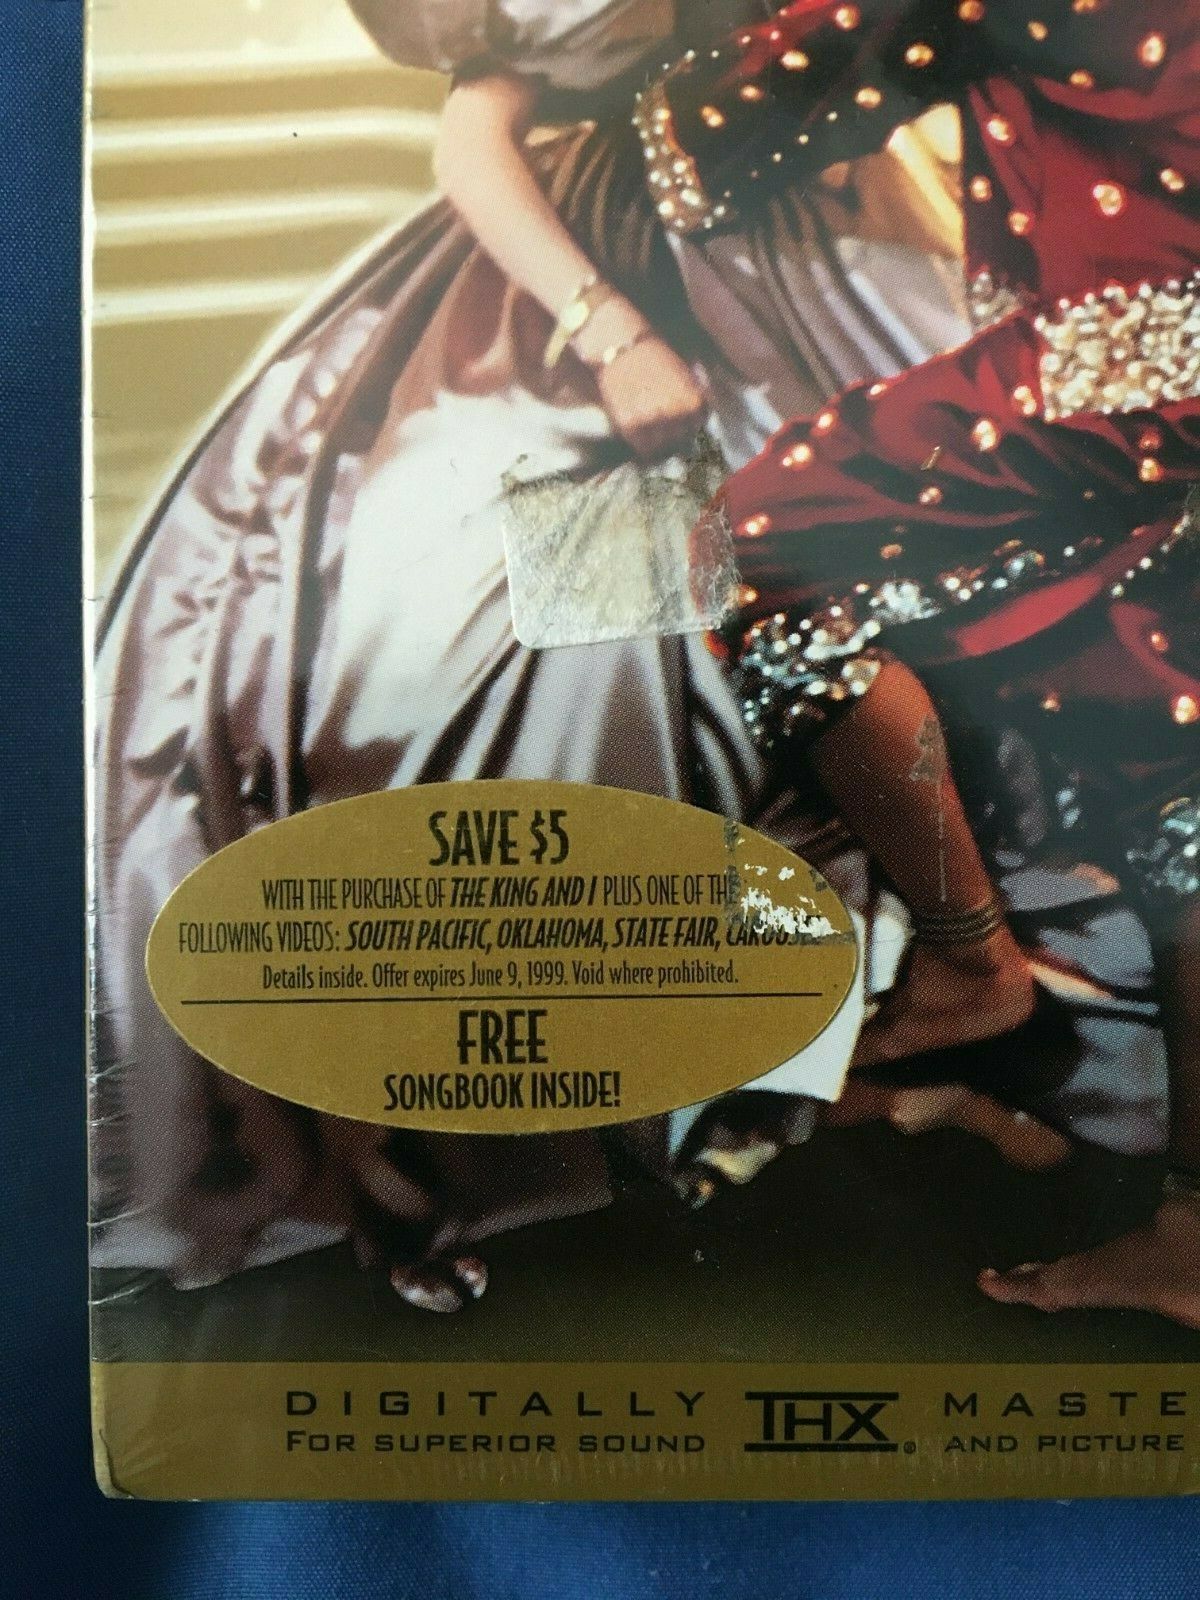 SAVE $5
WITH THE PURCHASE OF THE KING AND I PLUS ONE OF THE
FOLLOWING VIDEOS: SOUTH PACIFIC, OKLAHOMA, STATE FAIR, CAROUSEL
Details inside. Offer expires June 9, 1999. Void where prohibited.
FREE
SONGBOOK INSIDE!
DIGITALLY THX® MASTE
FOR SUPERIOR SOUND AND PICTURE